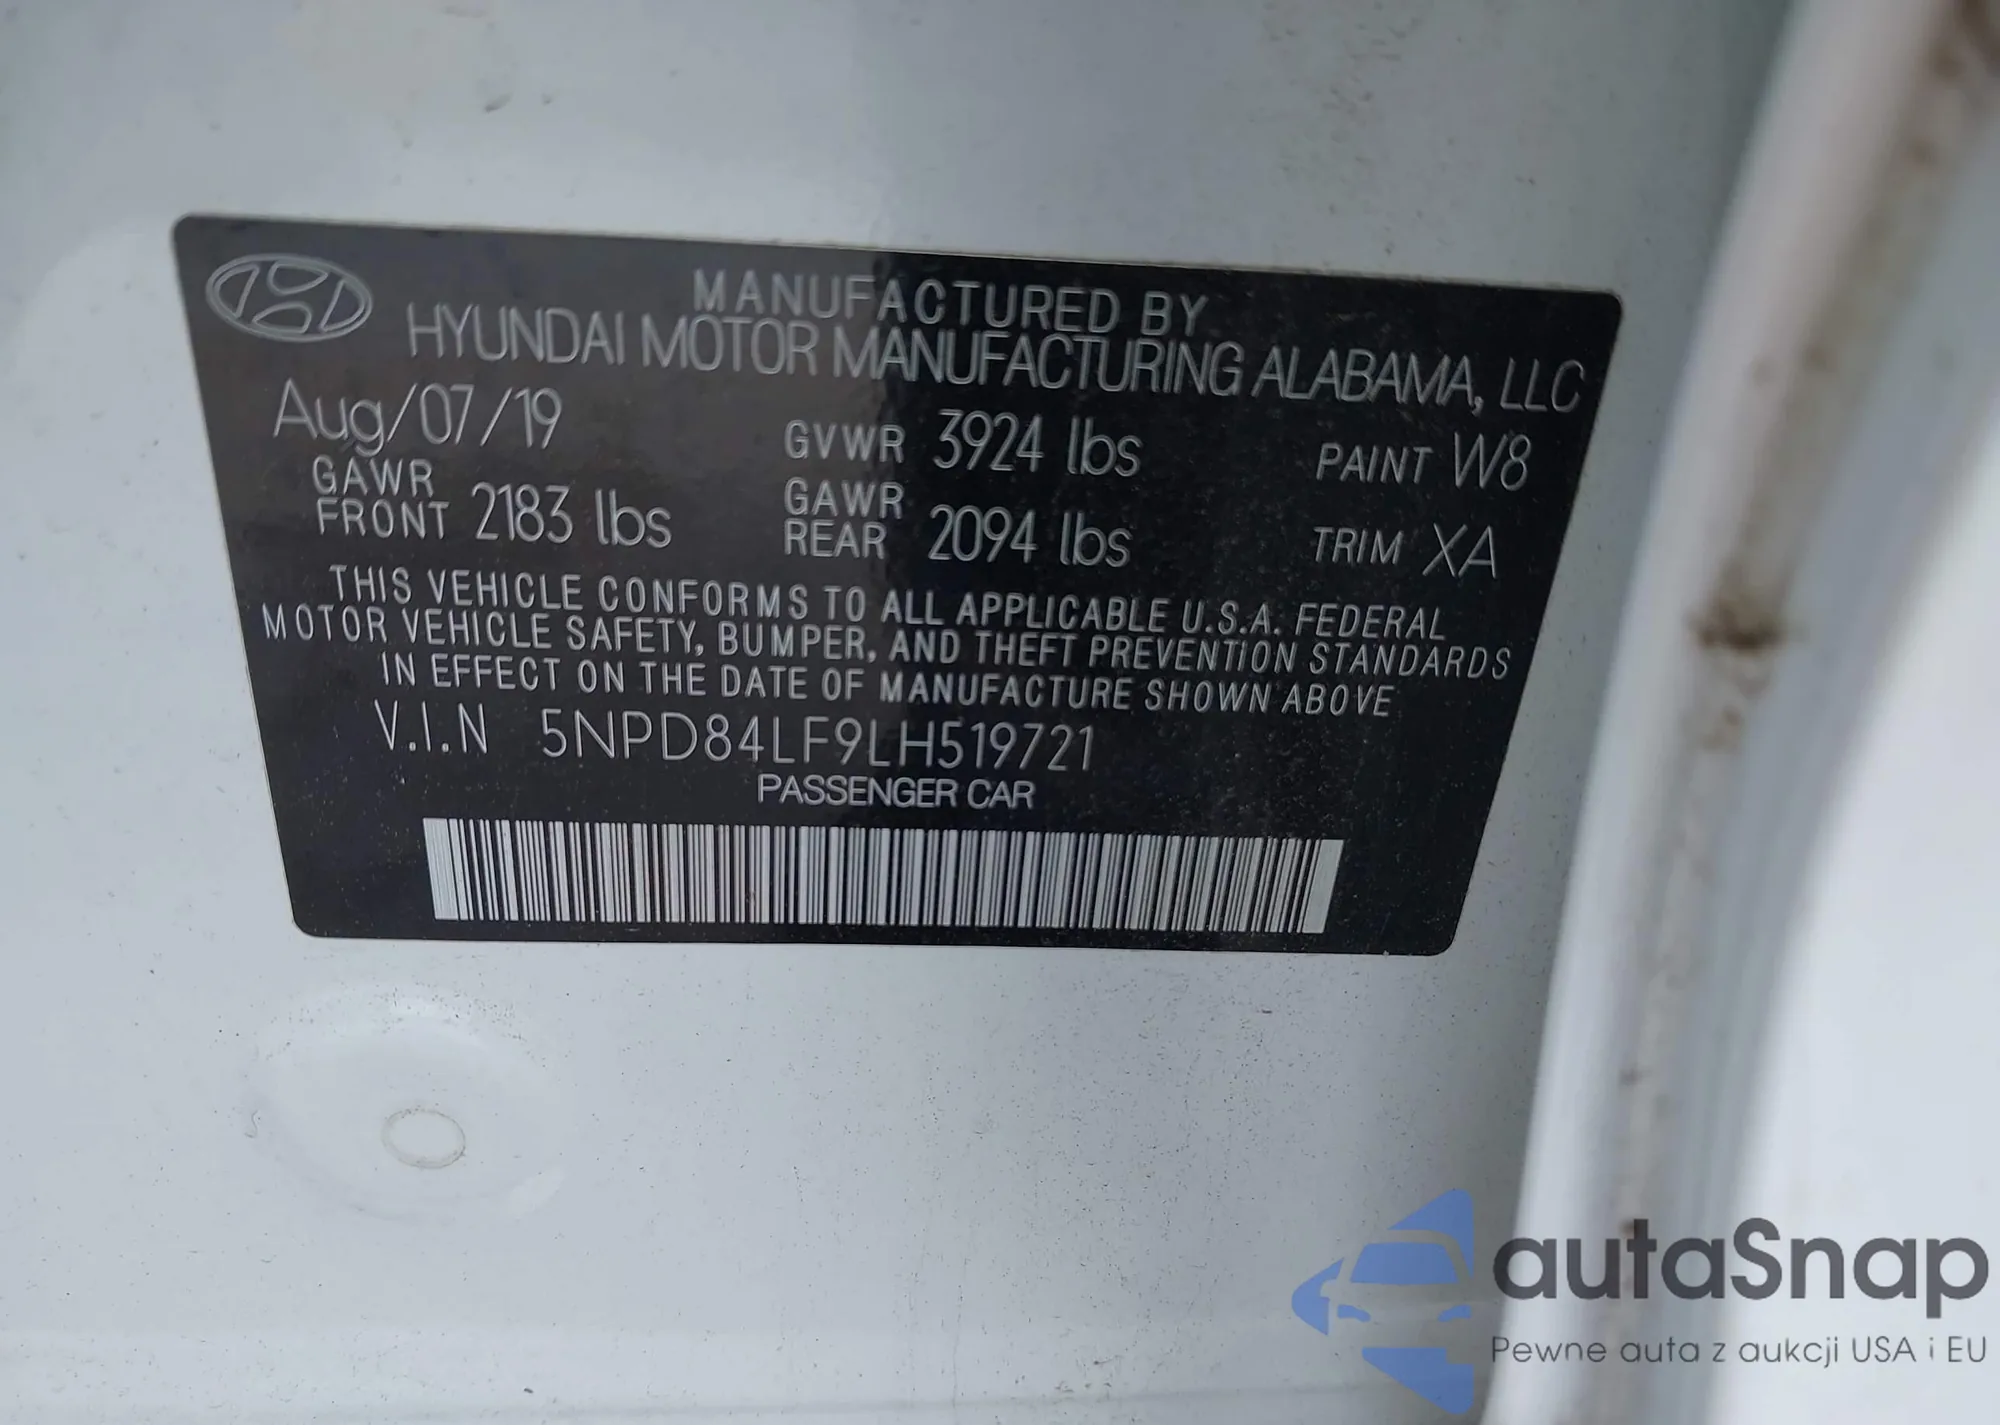 MANUFACTURED BY
HYUNDAI MOTOR MANUFACTURING ALABAMA, LLC
Aug/07/19 GVWR 3924 lbs PAINT W8
GAWR FRONT 2183 lbs GAWR REAR 2094 lbs TRIM XA
THIS VEHICLE CONFORMS TO ALL APPLICABLE U.S.A. FEDERAL
MOTOR VEHICLE SAFETY, BUMPER, AND THEFT PREVENTION STANDARDS
IN EFFECT ON THE DATE OF MANUFACTURE SHOWN ABOVE
V.I.N 5NPD84LF9LH519721
PASSENGER CAR
autaSnap
Pewne auta z aukcji USA i EU